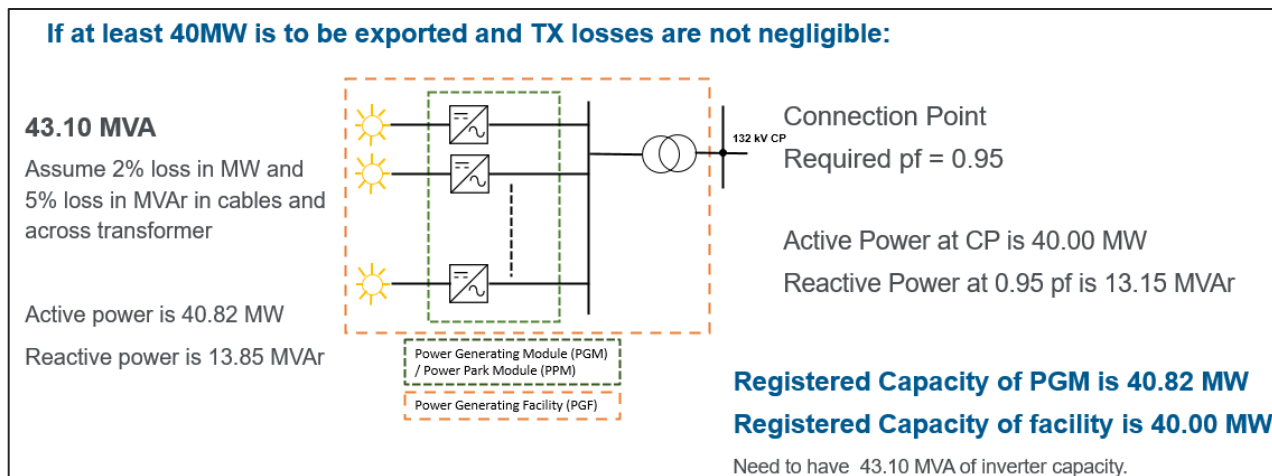 If at least 40MW is to be exported and TX losses are not negligible:
43.10 MVA
Assume 2% loss in MW and
5% loss in MVAr in cables and
across transformer
Active power is 40.82 MW
Reactive power is 13.85 MVAr
132 kV CP
Power Generating Module (PGM)
/ Power Park Module (PPM)
Power Generating Facility (PGF)
Connection Point
Required pf = 0.95
Active Power at CP is 40.00 MW
Reactive Power at 0.95 pf is 13.15 MVAr
Registered Capacity of PGM is 40.82 MW
Registered Capacity of facility is 40.00 MW
Need to have 43.10 MVA of inverter capacity.